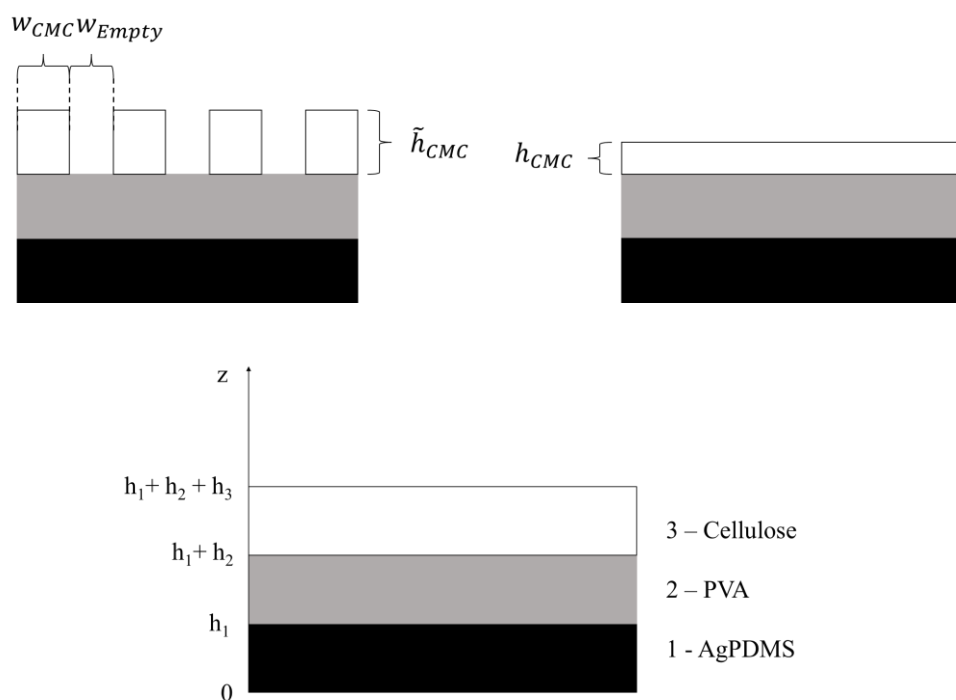 w_CMC w_Empty
h̃_CMC
h_CMC
z
h₁+ h₂ + h₃
3 – Cellulose
h₁+ h₂
2 – PVA
h₁
1 - AgPDMS
0